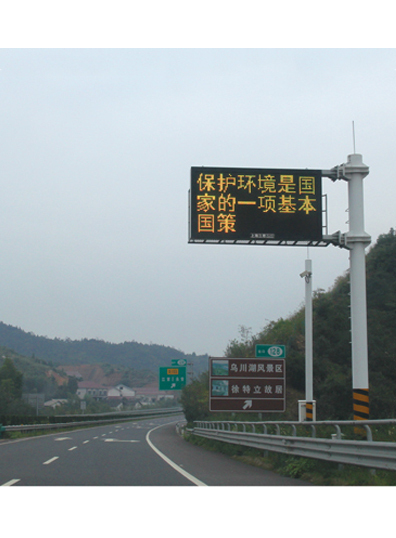 保护环境是国
家的一项基本
国策
乌川湖风景区
徐特立故居